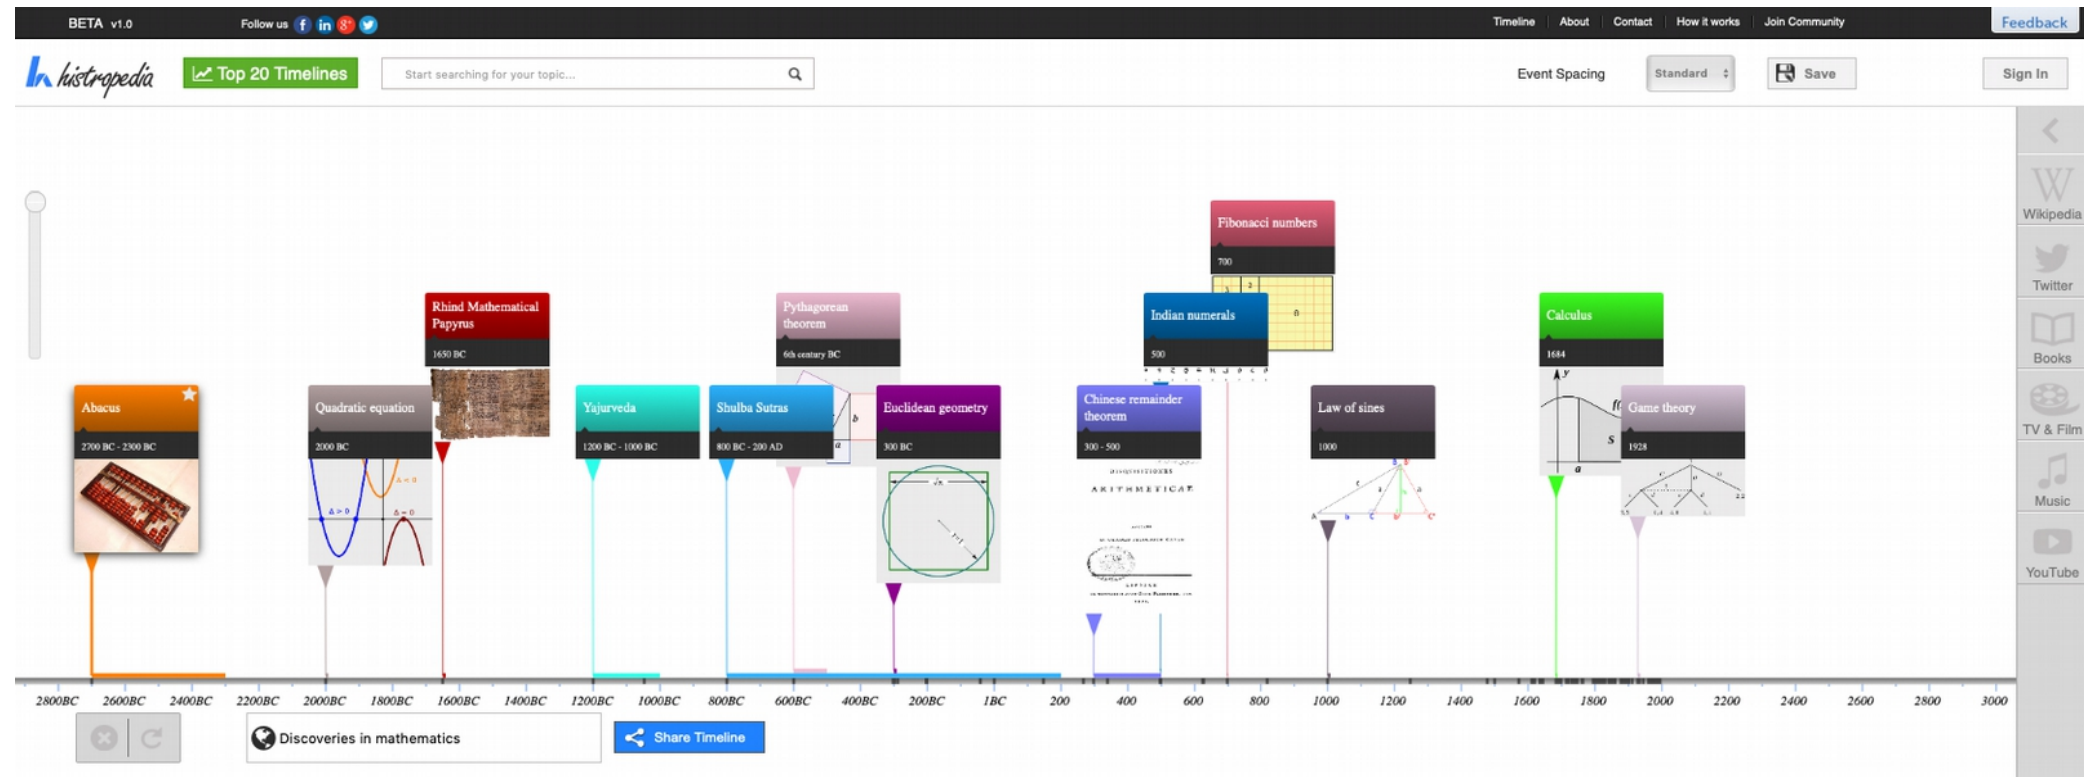 BETA v1.0
Follow us
Timeline About Contact How it works Join Community
Feedback
histropedia
Top 20 Timelines
Start searching for your topic...
Event Spacing
Standard
Save
Sign In
Wikipedia
Twitter
Books
TV & Film
Music
YouTube
Fibonacci numbers
700
Rhind Mathematical
Papyrus
1650 BC
Pythagorean
theorem
6th century BC
Indian numerals
500
Calculus
1684
Abacus
2700 BC - 2300 BC
Quadratic equation
2000 BC
Yajurveda
1200 BC - 1000 BC
Shulba Sutras
800 BC - 200 AD
Euclidean geometry
300 BC
Chinese remainder
theorem
300 - 500
Law of sines
1000
Game theory
1928
Δ > 0
Δ < 0
Δ = 0
ARITHMETICAE
2800BC 2600BC 2400BC 2200BC 2000BC 1800BC 1600BC 1400BC 1200BC 1000BC 800BC 600BC 400BC 200BC 1BC 200 400 600 800 1000 1200 1400 1600 1800 2000 2200 2400 2600 2800 3000
Discoveries in mathematics
Share Timeline